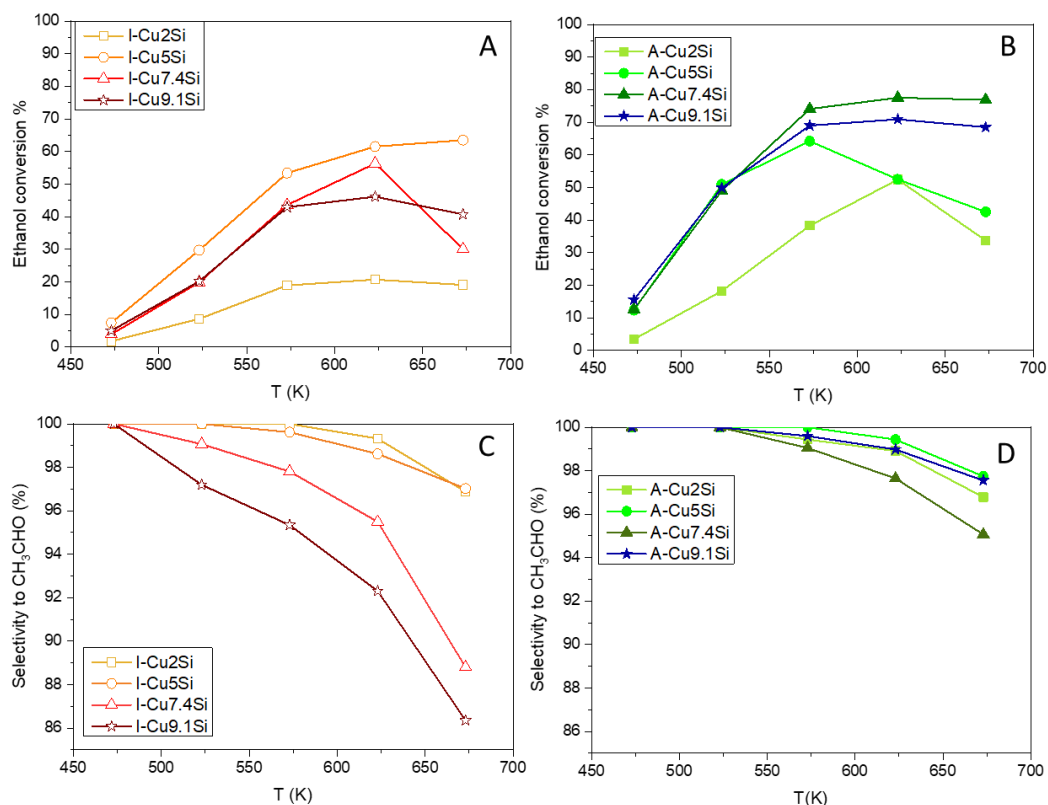 A
I-Cu2Si
I-Cu5Si
I-Cu7.4Si
I-Cu9.1Si
Ethanol conversion %
100
90
80
70
60
50
40
30
20
10
0
450 500 550 600 650 700
T (K)
B
A-Cu2Si
A-Cu5Si
A-Cu7.4Si
A-Cu9.1Si
Ethanol conversion %
100
90
80
70
60
50
40
30
20
10
0
450 500 550 600 650 700
T (K)
C
I-Cu2Si
I-Cu5Si
I-Cu7.4Si
I-Cu9.1Si
Selectivity to CH₃CHO (%)
100
98
96
94
92
90
88
86
450 500 550 600 650 700
T (K)
D
A-Cu2Si
A-Cu5Si
A-Cu7.4Si
A-Cu9.1Si
Selectivity to CH₃CHO (%)
100
98
96
94
92
90
88
86
450 500 550 600 650 700
T(K)